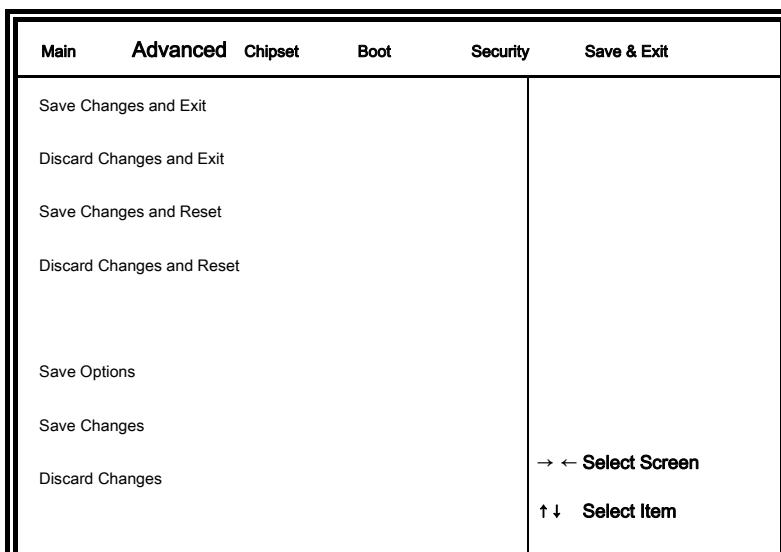 Main Advanced Chipset Boot Security Save & Exit
Save Changes and Exit
Discard Changes and Exit
Save Changes and Reset
Discard Changes and Reset
Save Options
Save Changes
Discard Changes
→ ← Select Screen
↑↓ Select Item